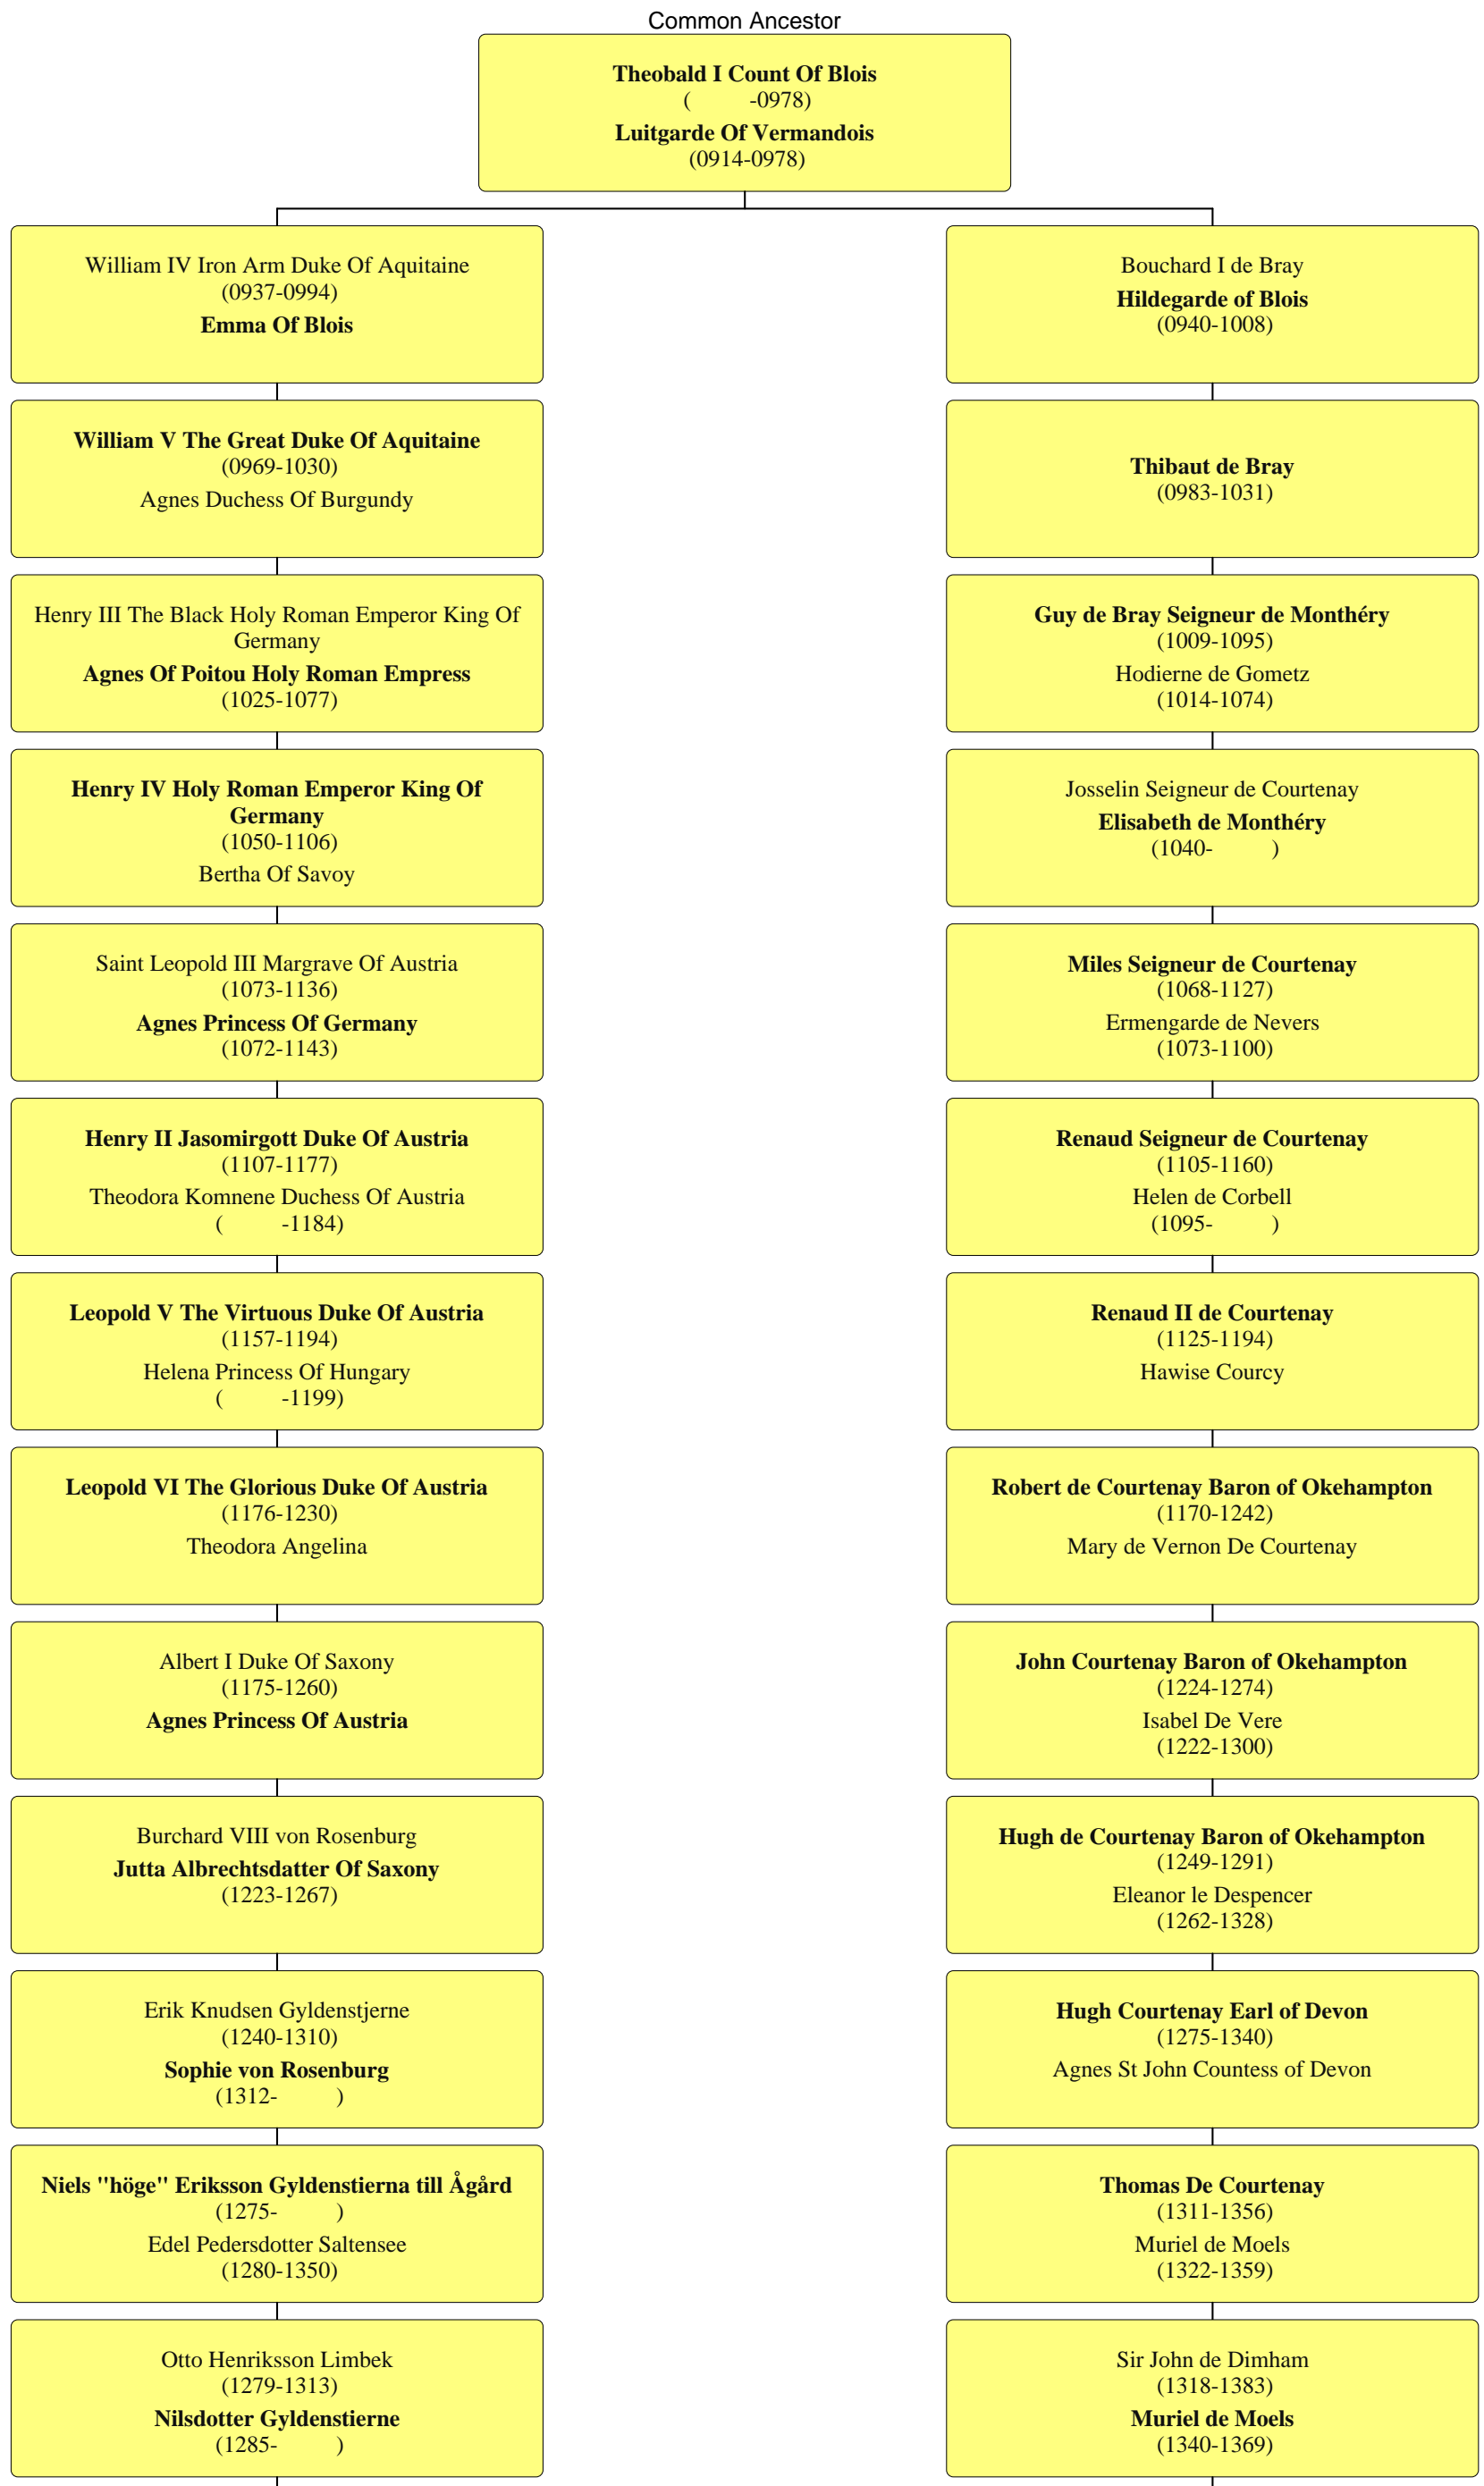 Common Ancestor
Theobald I Count Of Blois
( -0978)
Luitgarde Of Vermandois
(0914-0978)
William IV Iron Arm Duke Of Aquitaine
(0937-0994)
Emma Of Blois
Bouchard I de Bray
Hildegarde of Blois
(0940-1008)
William V The Great Duke Of Aquitaine
(0969-1030)
Agnes Duchess Of Burgundy
Thibaut de Bray
(0983-1031)
Henry III The Black Holy Roman Emperor King Of
Germany
Agnes Of Poitou Holy Roman Empress
(1025-1077)
Guy de Bray Seigneur de Monthéry
(1009-1095)
Hodierne de Gometz
(1014-1074)
Henry IV Holy Roman Emperor King Of
Germany
(1050-1106)
Bertha Of Savoy
Josselin Seigneur de Courtenay
Elisabeth de Monthéry
(1040- )
Saint Leopold III Margrave Of Austria
(1073-1136)
Agnes Princess Of Germany
(1072-1143)
Miles Seigneur de Courtenay
(1068-1127)
Ermengarde de Nevers
(1073-1100)
Henry II Jasomirgott Duke Of Austria
(1107-1177)
Theodora Komnene Duchess Of Austria
( -1184)
Renaud Seigneur de Courtenay
(1105-1160)
Helen de Corbell
(1095- )
Leopold V The Virtuous Duke Of Austria
(1157-1194)
Helena Princess Of Hungary
( -1199)
Renaud II de Courtenay
(1125-1194)
Hawise Courcy
Leopold VI The Glorious Duke Of Austria
(1176-1230)
Theodora Angelina
Robert de Courtenay Baron of Okehampton
(1170-1242)
Mary de Vernon De Courtenay
Albert I Duke Of Saxony
(1175-1260)
Agnes Princess Of Austria
John Courtenay Baron of Okehampton
(1224-1274)
Isabel De Vere
(1222-1300)
Burchard VIII von Rosenburg
Jutta Albrechtsdatter Of Saxony
(1223-1267)
Hugh de Courtenay Baron of Okehampton
(1249-1291)
Eleanor le Despencer
(1262-1328)
Erik Knudsen Gyldenstjerne
(1240-1310)
Sophie von Rosenburg
(1312- )
Hugh Courtenay Earl of Devon
(1275-1340)
Agnes St John Countess of Devon
Niels "höge" Eriksson Gyldenstierna till Ågård
(1275- )
Edel Pedersdotter Saltensee
(1280-1350)
Thomas De Courtenay
(1311-1356)
Muriel de Moels
(1322-1359)
Otto Henriksson Limbek
(1279-1313)
Nilsdotter Gyldenstierne
(1285- )
Sir John de Dimham
(1318-1383)
Muriel de Moels
(1340-1369)